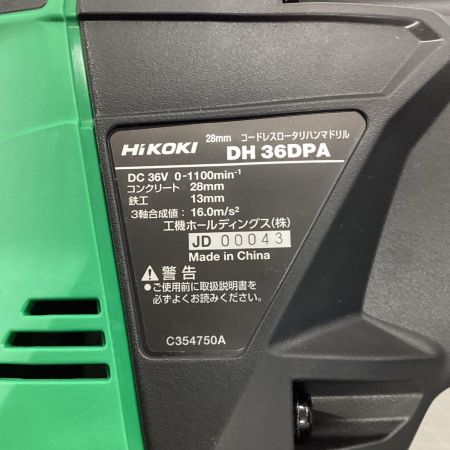 28mm コードレスロータリハンマドリル
HiKOKI DH 36DPA
DC 36V 0-1100min⁻¹
コンクリート 28mm
鉄工 13mm
3軸合成値: 16.0m/s²
工機ホールディングス(株)
JD 00043
Made in China
⚠警告
●ご使用前に取扱説明書を
必ずよくお読みください。
C354750A